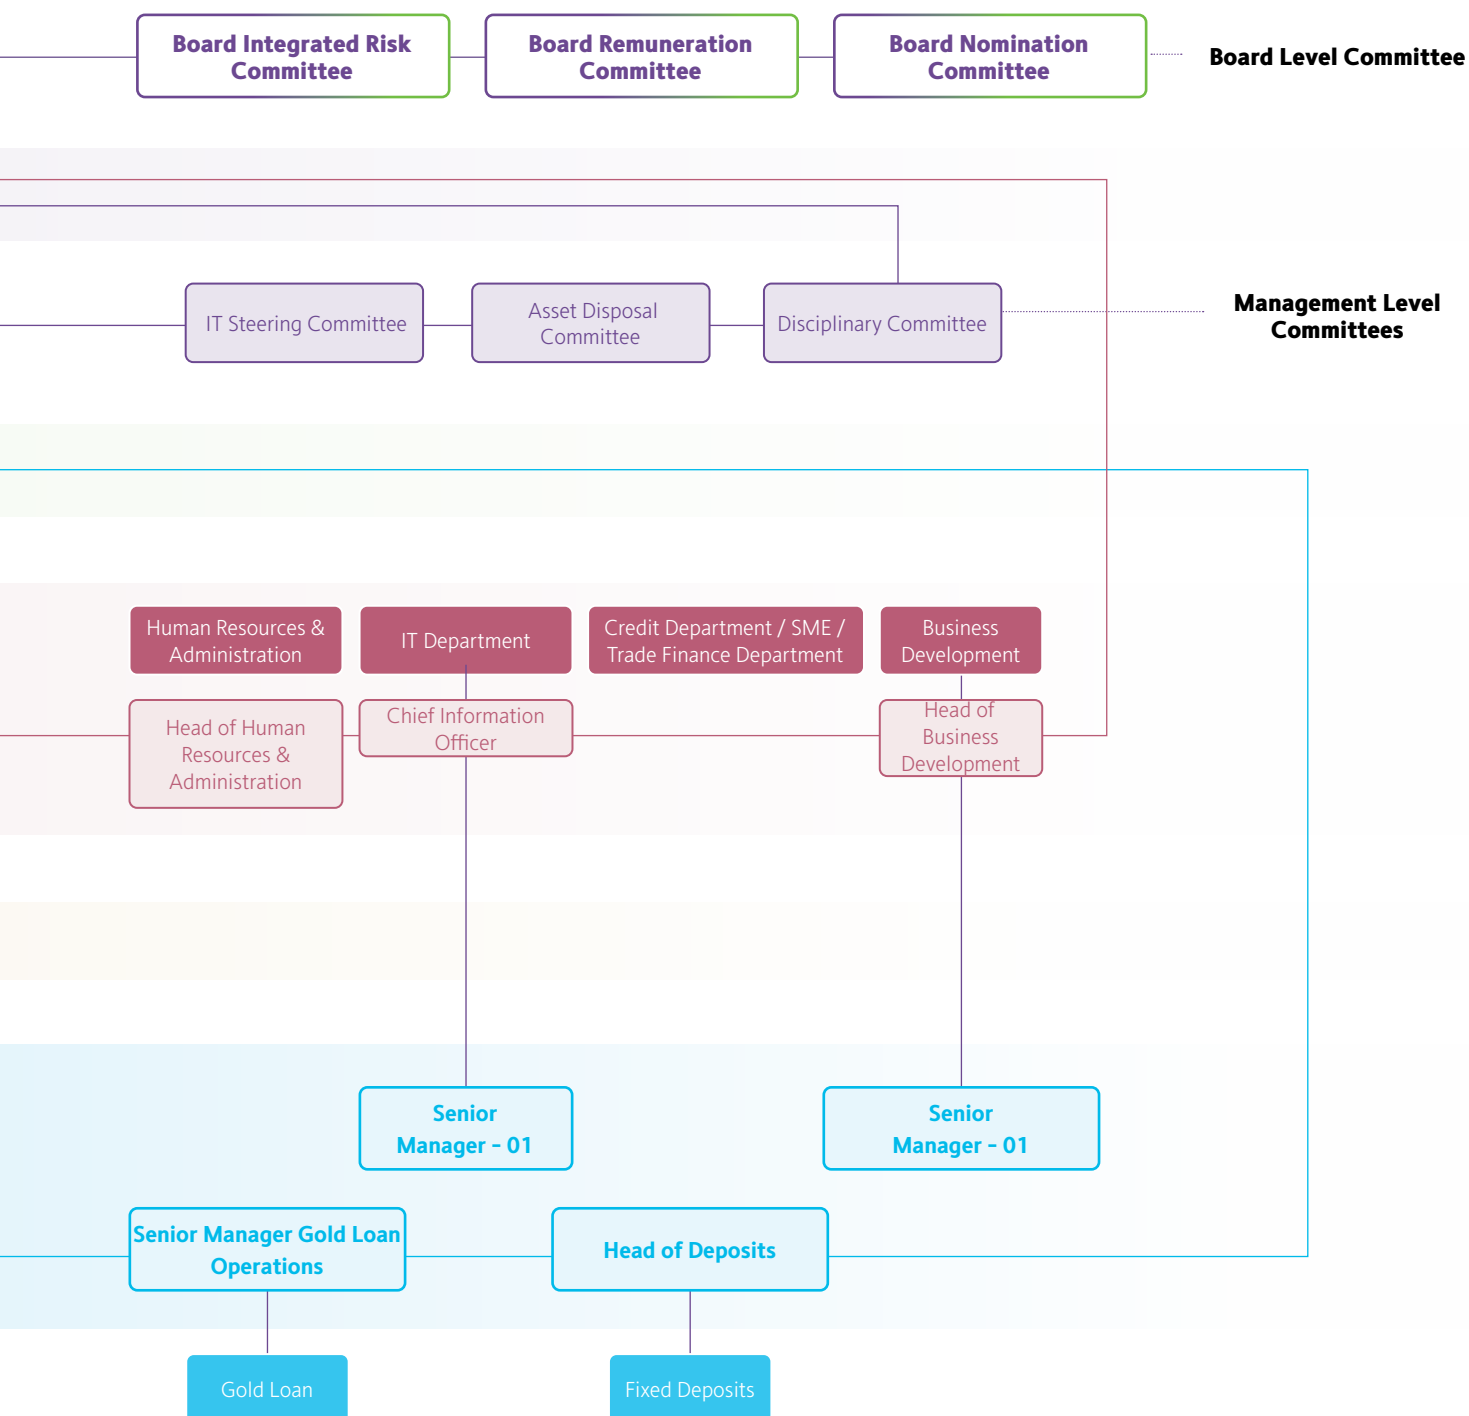 Board Integrated Risk
Committee
Board Remuneration
Committee
Board Nomination
Committee
Board Level Committee
IT Steering Committee
Asset Disposal
Committee
Disciplinary Committee
Management Level
Committees
Human Resources &
Administration
IT Department
Credit Department / SME /
Trade Finance Department
Business
Development
Head of Human
Resources &
Administration
Chief Information
Officer
Head of
Business
Development
Senior
Manager - 01
Senior
Manager - 01
Senior Manager Gold Loan
Operations
Head of Deposits
Gold Loan
Fixed Deposits